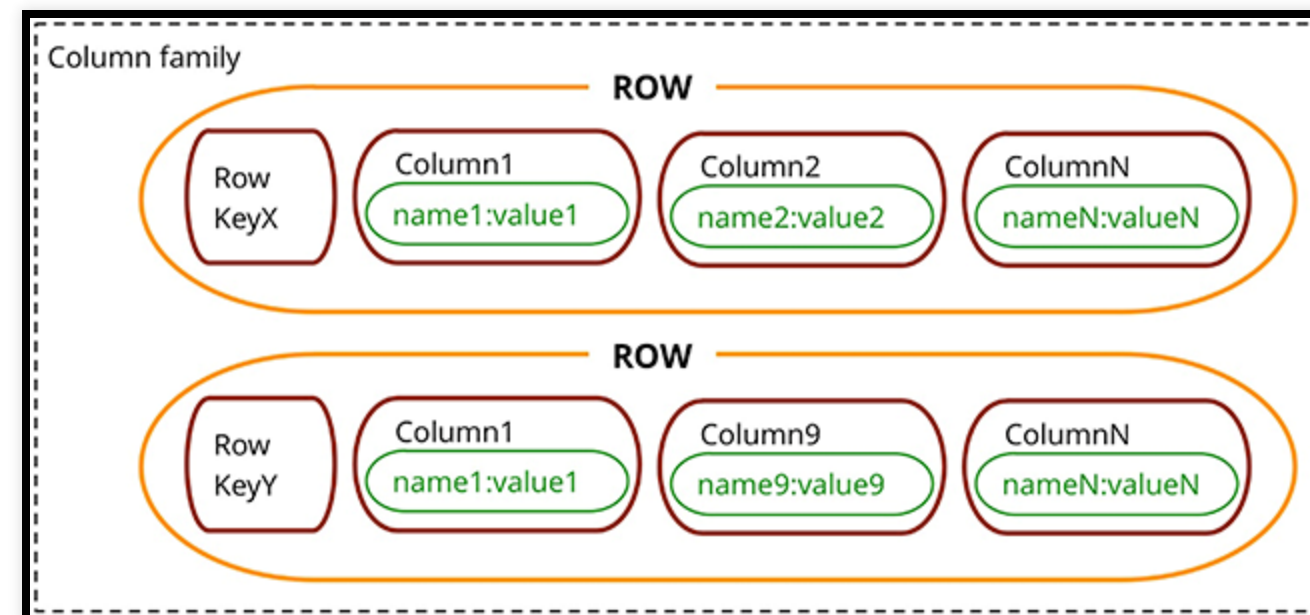 Column family
ROW
Row
KeyX
Column1
name1:value1
Column2
name2:value2
ColumnN
nameN:valueN
ROW
Row
KeyY
Column1
name1:value1
Column9
name9:value9
ColumnN
nameN:valueN